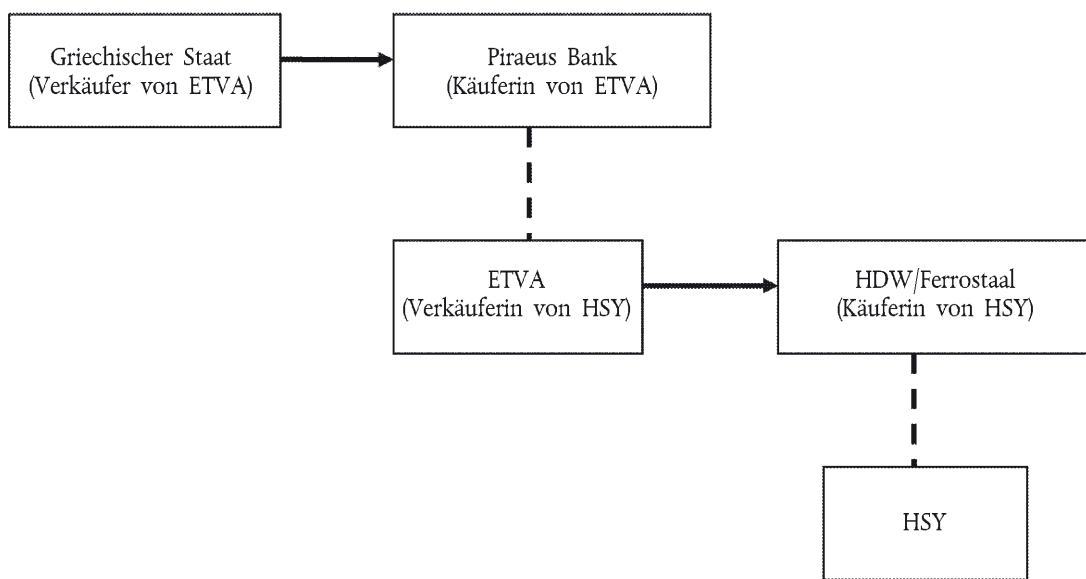 Griechischer Staat
(Verkäufer von ETVA)
Piraeus Bank
(Käuferin von ETVA)
ETVA
(Verkäuferin von HSY)
HDW/Ferrostaal
(Käuferin von HSY)
HSY